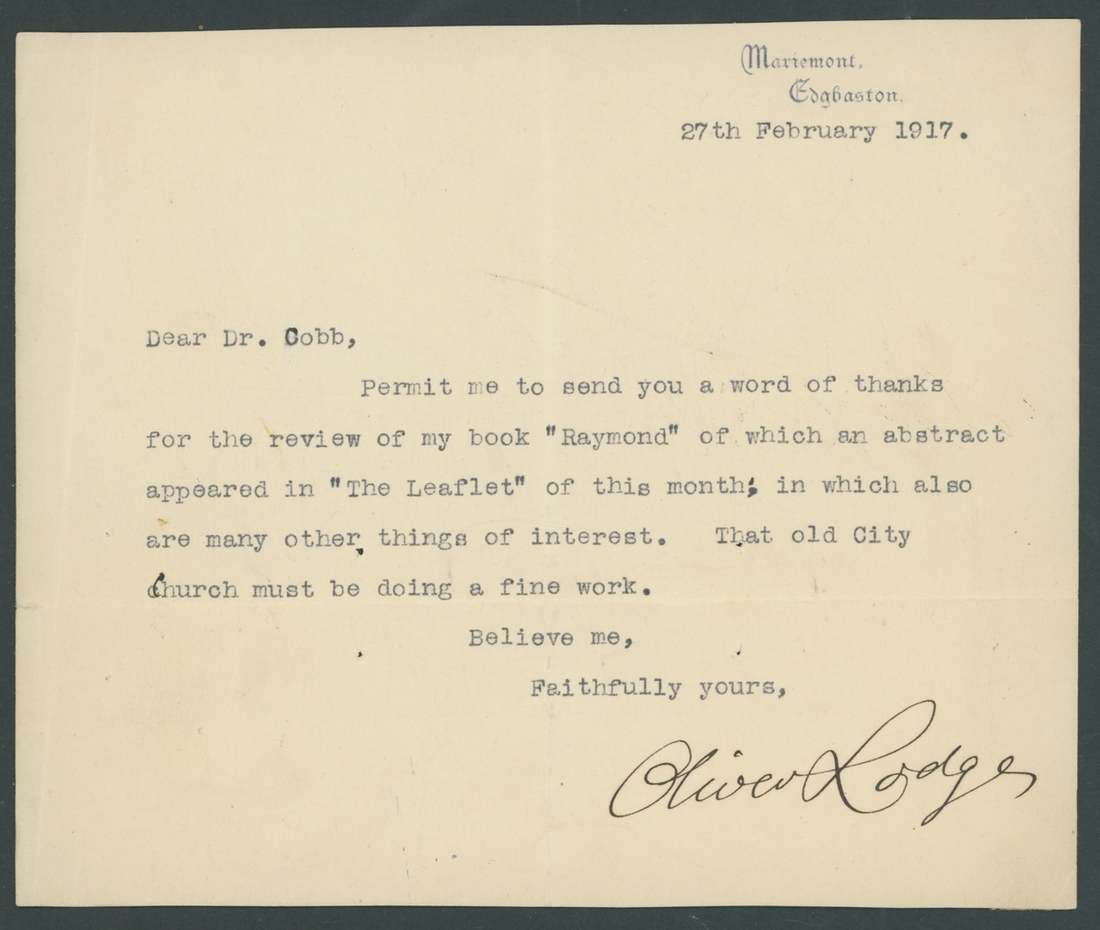 Mariemont,
Edgbaston.
27th February 1917.
Dear Dr. Cobb,
Permit me to send you a word of thanks
for the review of my book "Raymond" of which an abstract
appeared in "The Leaflet" of this month; in which also
are many other, things of interest. That old City
Church must be doing a fine work.
Believe me,
Faithfully yours,
Oliver Lodge